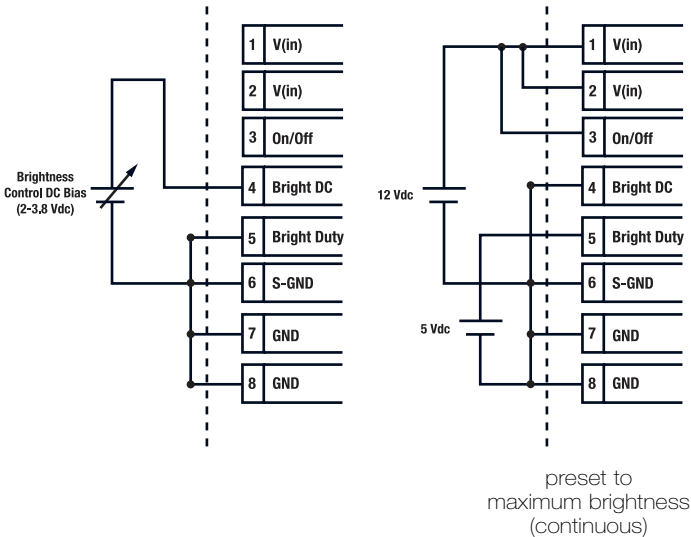 1 V(in)
2 V(in)
3 On/Off
Brightness
Control DC Bias
(2-3.8 Vdc)
4 Bright DC
5 Bright Duty
6 S-GND
7 GND
8 GND
1 V(in)
2 V(in)
3 On/Off
12 Vdc
4 Bright DC
5 Bright Duty
6 S-GND
5 Vdc
7 GND
8 GND
preset to
maximum brightness
(continuous)